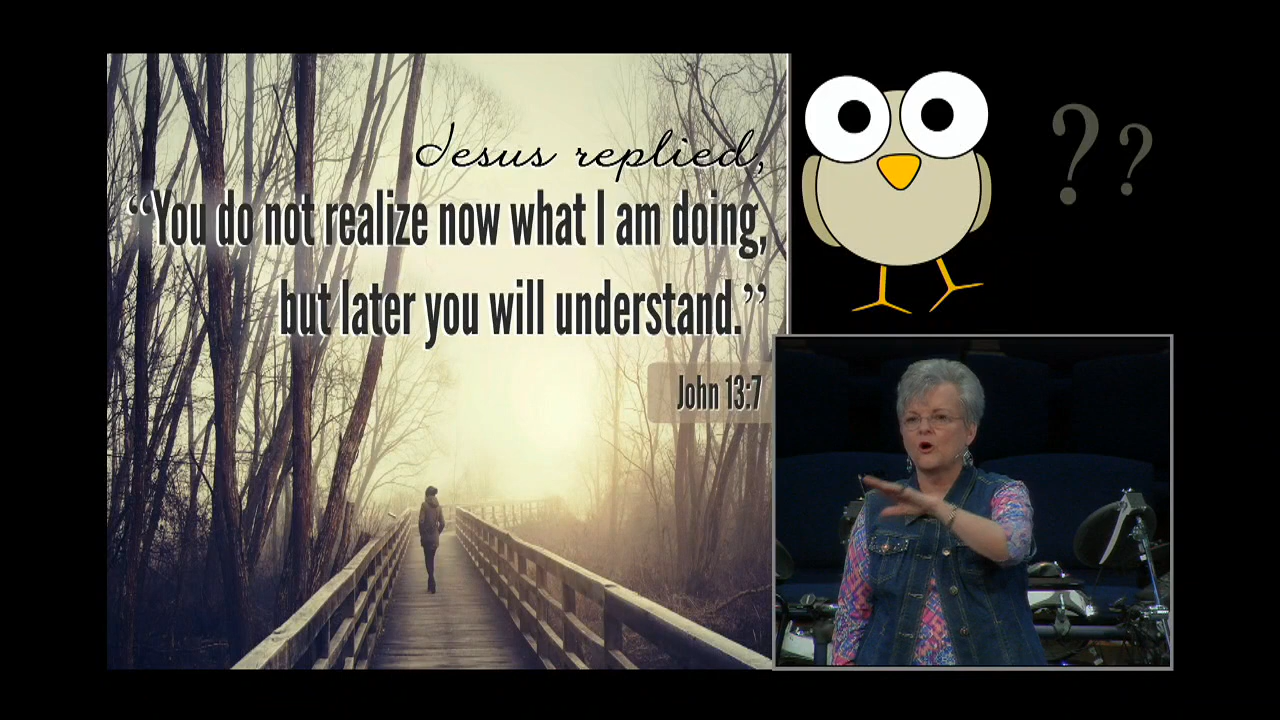 Jesus replied,
“You do not realize now what I am doing,
but later you will understand.”
John 13:7
??